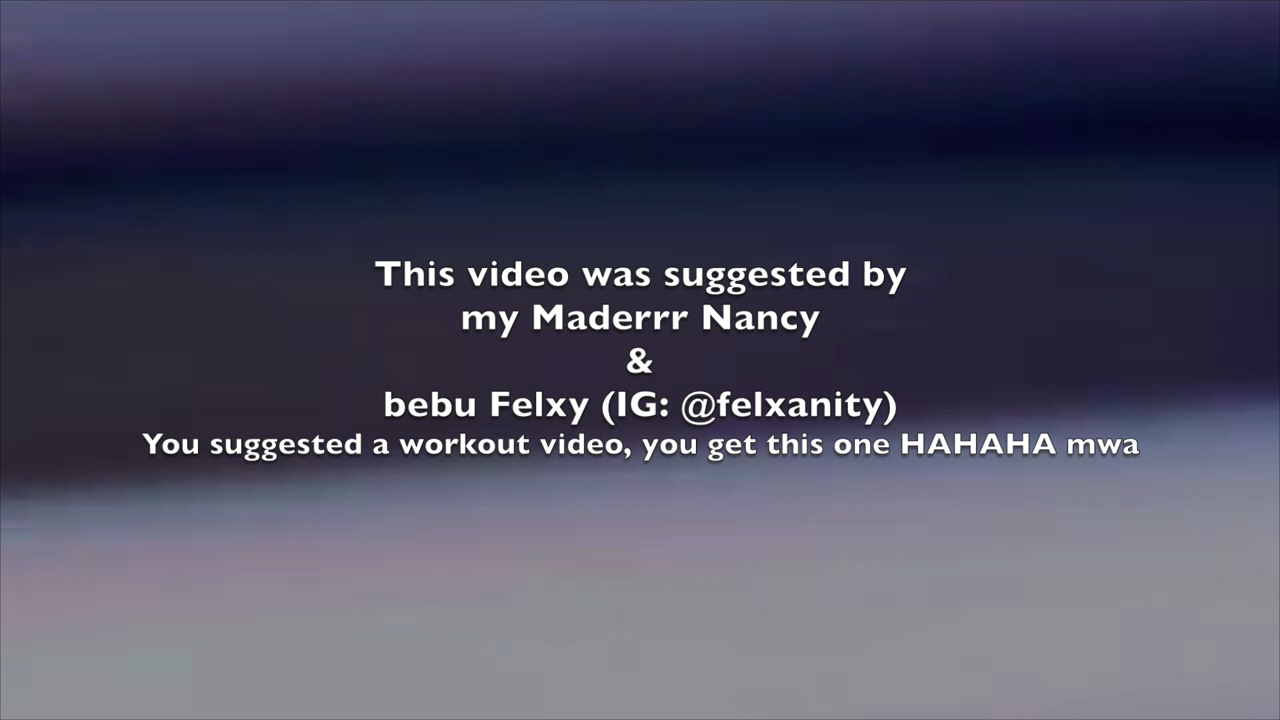 This video was suggested by
my Maderrr Nancy
&
bebu Felxy (IG: @felxanity)
You suggested a workout video, you get this one HAHAHA mwa